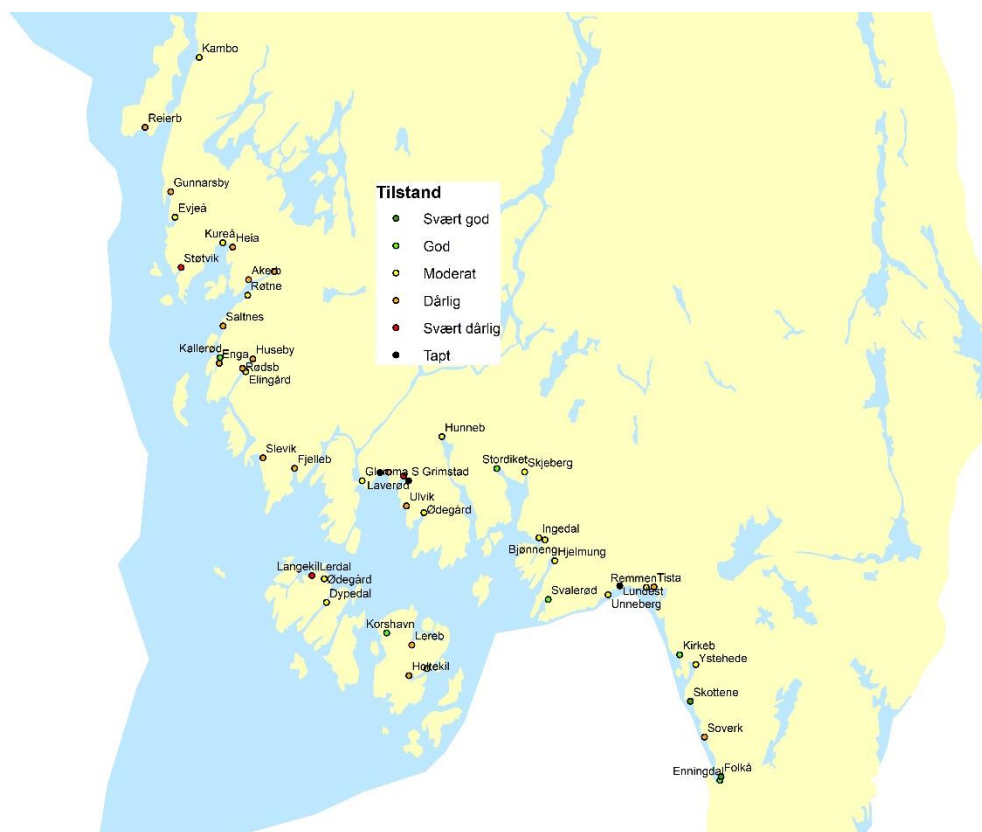 Kambo
Reierb
Gunnarsby
Evjeå
Kureå
Heia
Støtvik
Akerb
Røtne
Saltnes
Kallerød
Enga
Huseby
Rødsb
Elingård
Tilstand
Svært god
God
Moderat
Dårlig
Svært dårlig
Tapt
Hunneb
Slevik
Fjelleb
Glomma S Grimstad
Laverød
Stordiket
Skjeberg
Ulvik
Ødegård
Ingedal
Bjønneng
Hjelmung
Langekil Lerdal
Ødegård
Dypedal
Svalerød
Remmen Tista
Lundest
Unneberg
Korshavn
Lereb
Holtekil
Kirkeb
Ystehede
Skottene
Soverk
Enningdal
Folkå